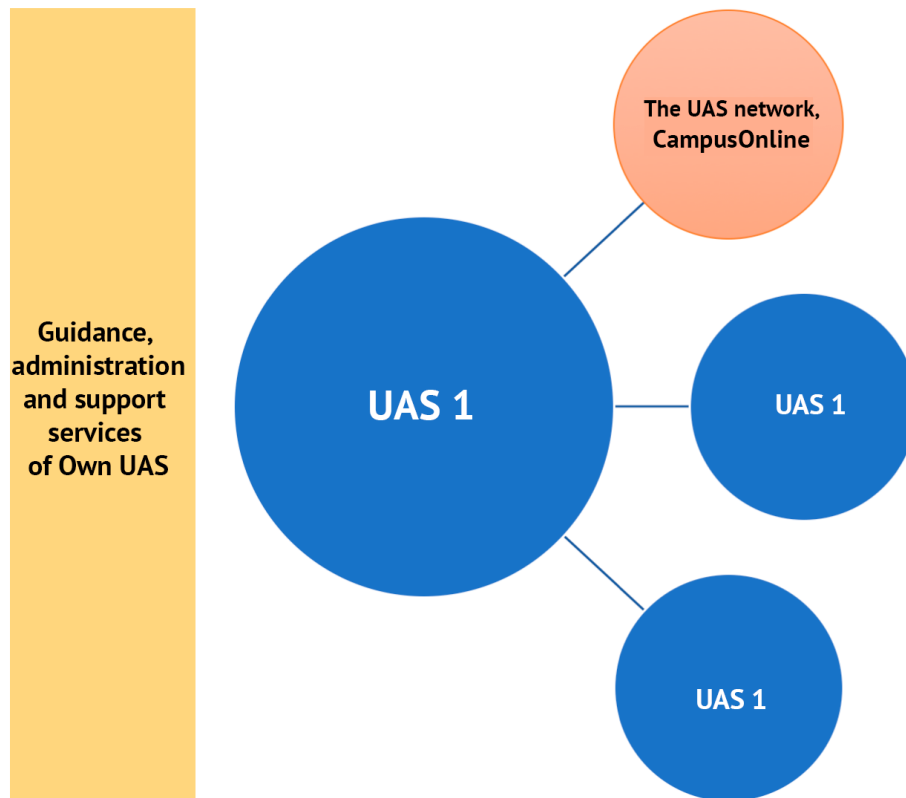 Guidance,
administration
and support
services
of Own UAS
The UAS network,
CampusOnline
UAS 1
UAS 1
UAS 1